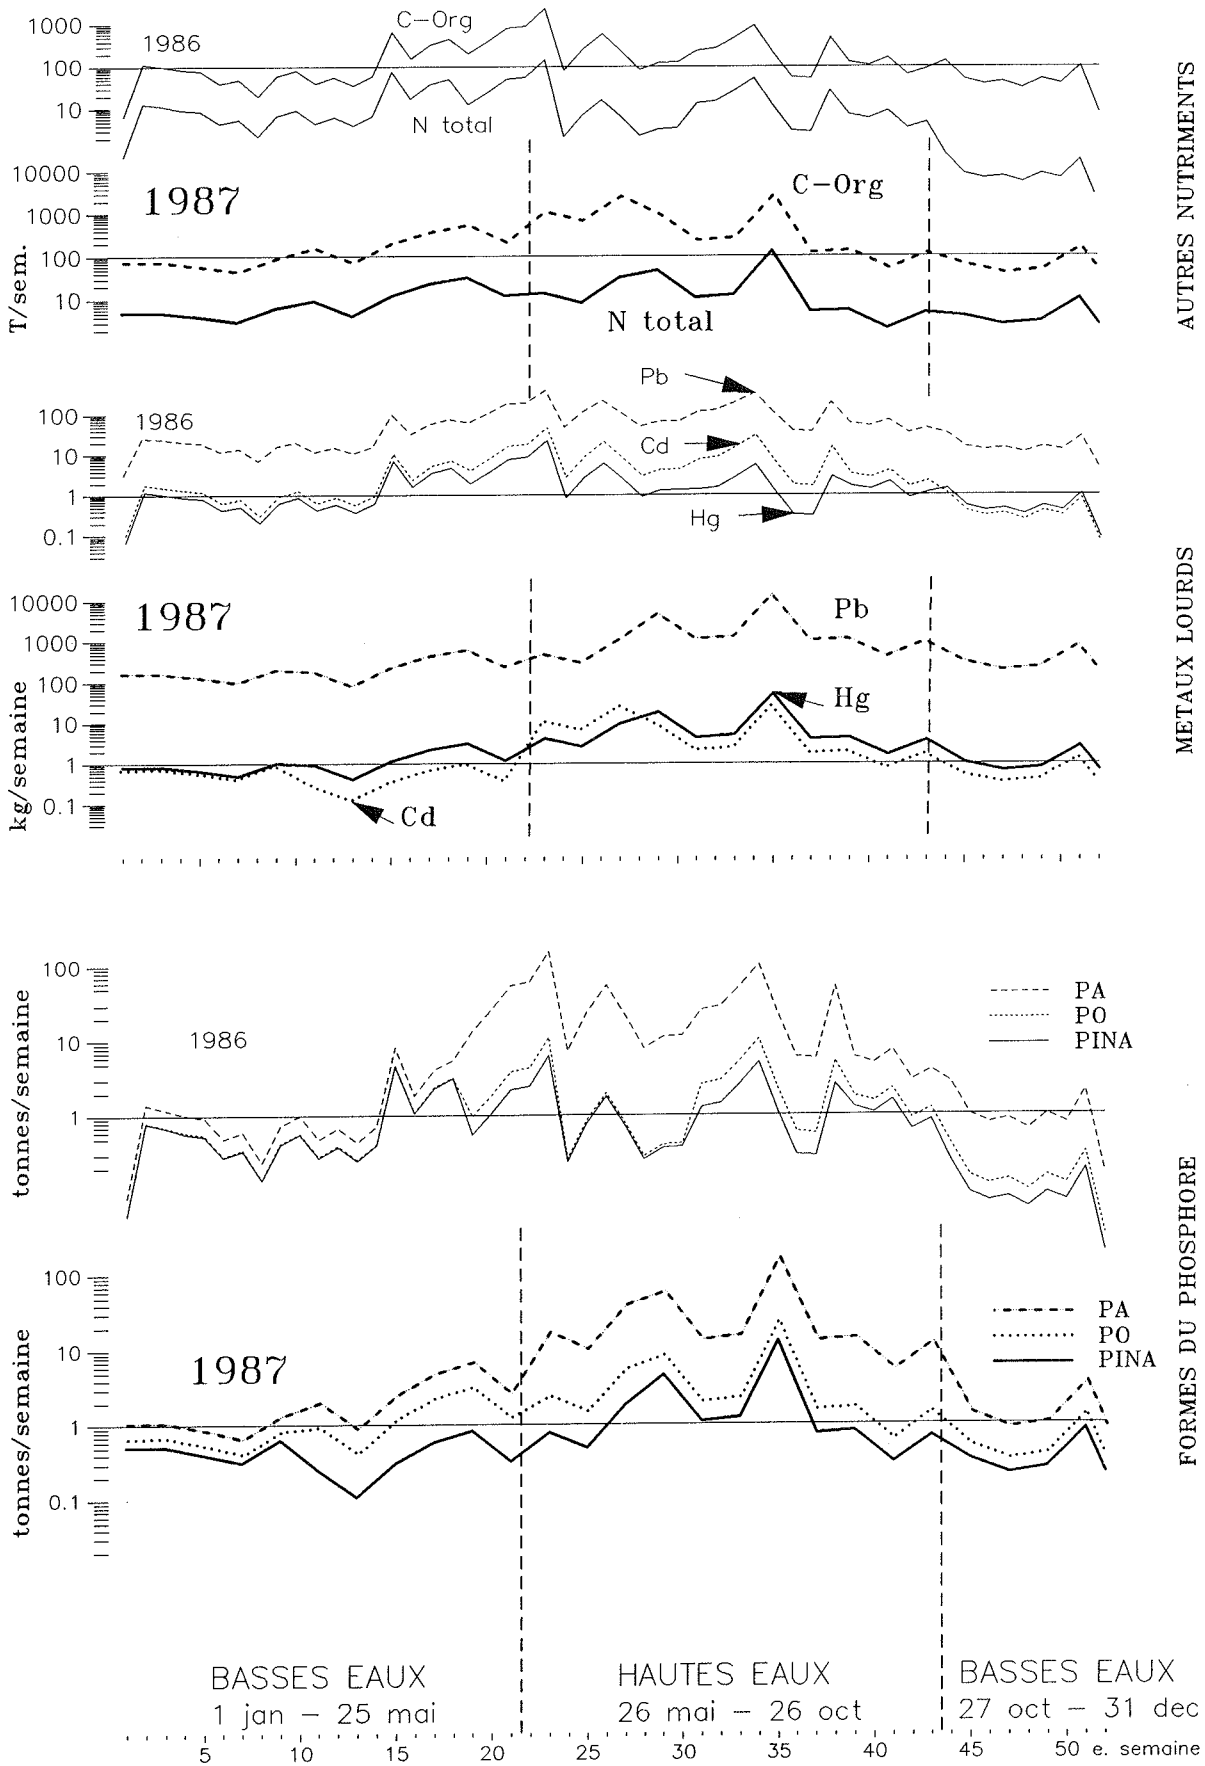 1000
100
10
1986
C-Org
N total
10000
1000
100
10
T/sem.
1987
C-Org
N total
AUTRES NUTRIMENTS
100
10
1
0.1
1986
Pb
Cd
Hg
10000
1000
100
10
1
0.1
kg/semaine
1987
Pb
Hg
Cd
METAUX LOURDS
100
10
1
tonnes/semaine
1986
PA
PO
PINA
100
10
1
0.1
tonnes/semaine
1987
PA
PO
PINA
FORMES DU PHOSPHORE
BASSES EAUX
1 jan – 25 mai
HAUTES EAUX
26 mai – 26 oct
BASSES EAUX
27 oct – 31 dec
5 10 15 20 25 30 35 40 45 50 e. semaine